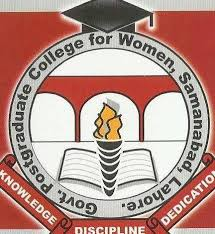 Govt. Postgraduate College for Women, Samanabad, Lahore.
KNOWLEDGE
DISCIPLINE
DEDICATION